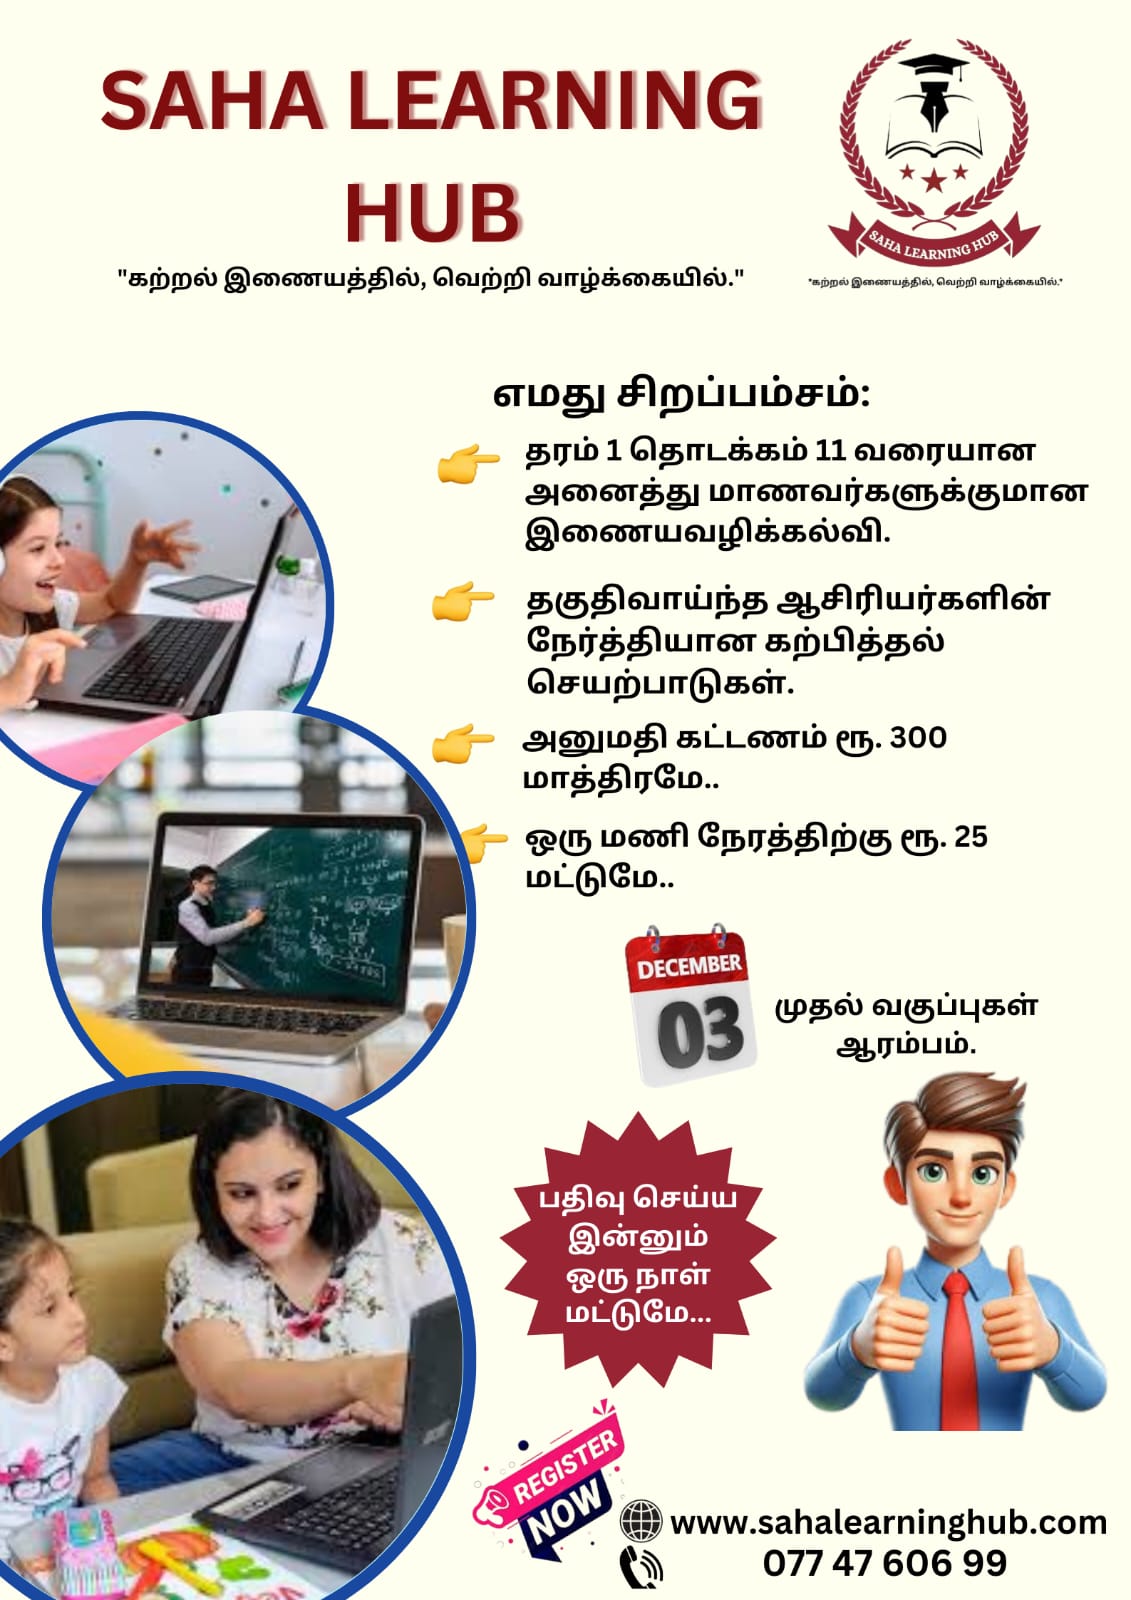 SAHA LEARNING
HUB
"கற்றல் இணையத்தில், வெற்றி வாழ்க்கையில்."
SAHA LEARNING HUB
"கற்றல் இணையத்தில், வெற்றி வாழ்க்கையில்."
எமது சிறப்பம்சம்:
தரம் 1 தொடக்கம் 11 வரையான
அனைத்து மாணவர்களுக்குமான
இணையவழிக்கல்வி.
தகுதிவாய்ந்த ஆசிரியர்களின்
நேர்த்தியான கற்பித்தல்
செயற்பாடுகள்.
அனுமதி கட்டணம் ரூ. 300
மாத்திரமே..
ஒரு மணி நேரத்திற்கு ரூ. 25
மட்டுமே..
DECEMBER
03
முதல் வகுப்புகள்
ஆரம்பம்.
பதிவு செய்ய
இன்னும்
ஒரு நாள்
மட்டுமே...
REGISTER
NOW
www.sahalearninghub.com
077 47 606 99